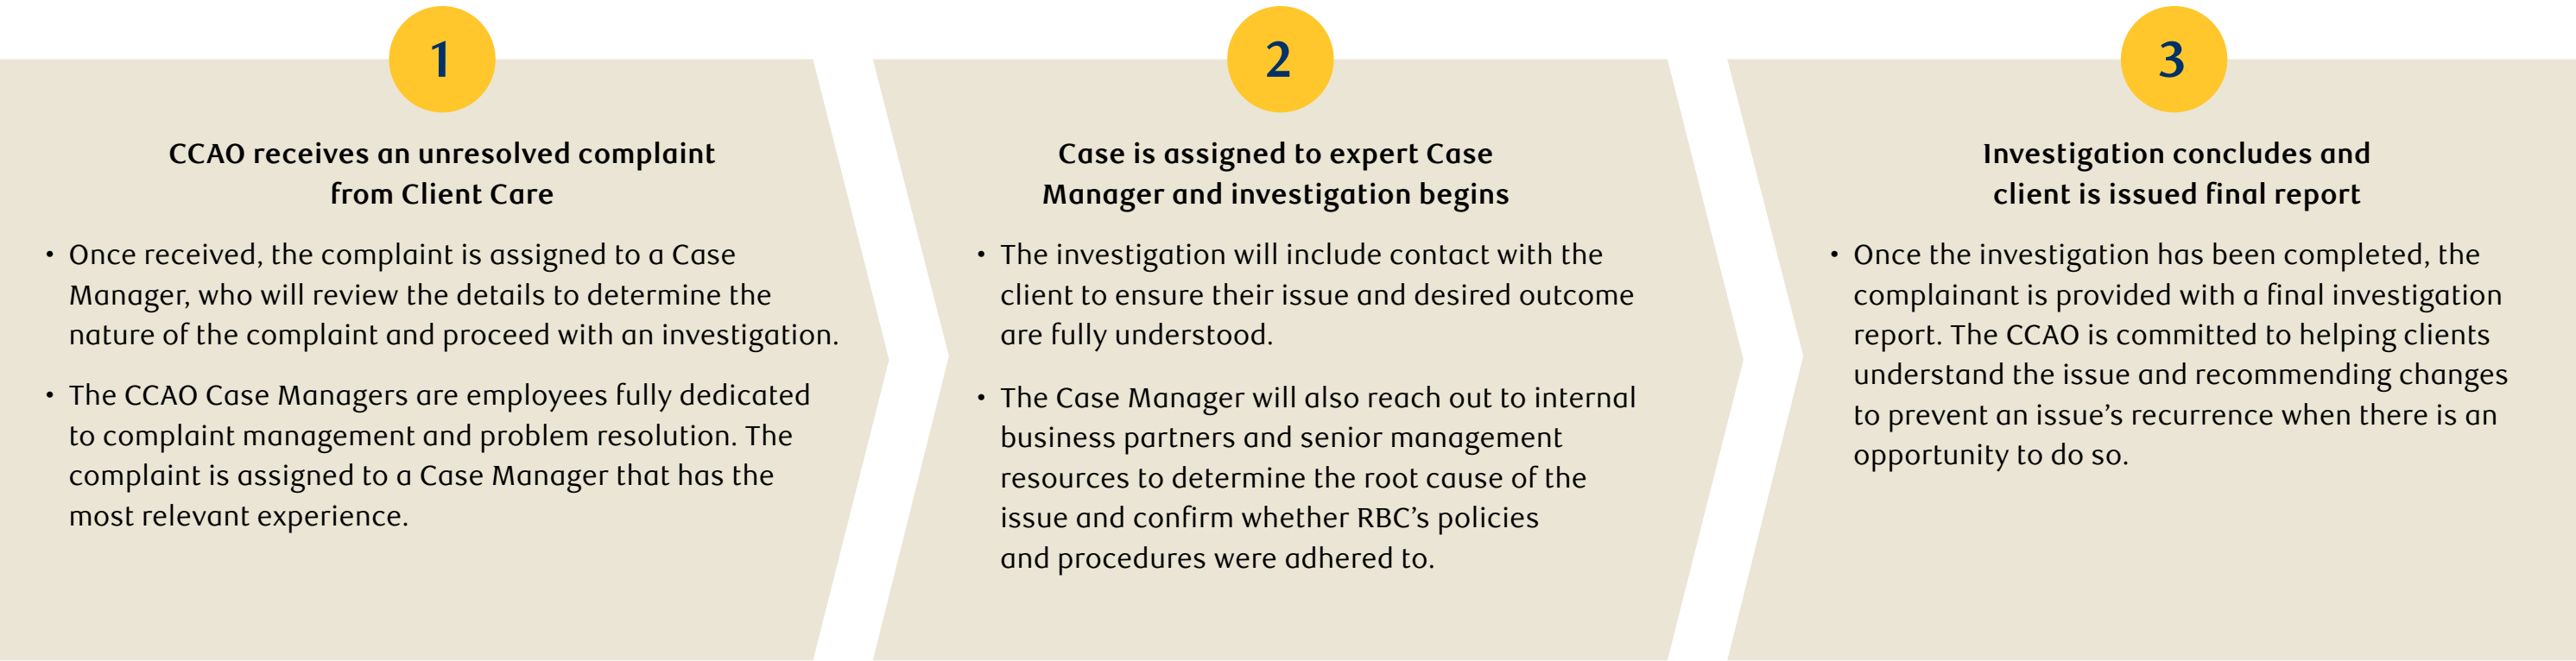 1
CCAO receives an unresolved complaint
from Client Care
• Once received, the complaint is assigned to a Case
Manager, who will review the details to determine the
nature of the complaint and proceed with an investigation.
• The CCAO Case Managers are employees fully dedicated
to complaint management and problem resolution. The
complaint is assigned to a Case Manager that has the
most relevant experience.
2
Case is assigned to expert Case
Manager and investigation begins
• The investigation will include contact with the
client to ensure their issue and desired outcome
are fully understood.
• The Case Manager will also reach out to internal
business partners and senior management
resources to determine the root cause of the
issue and confirm whether RBC’s policies
and procedures were adhered to.
3
Investigation concludes and
client is issued final report
• Once the investigation has been completed, the
complainant is provided with a final investigation
report. The CCAO is committed to helping clients
understand the issue and recommending changes
to prevent an issue’s recurrence when there is an
opportunity to do so.